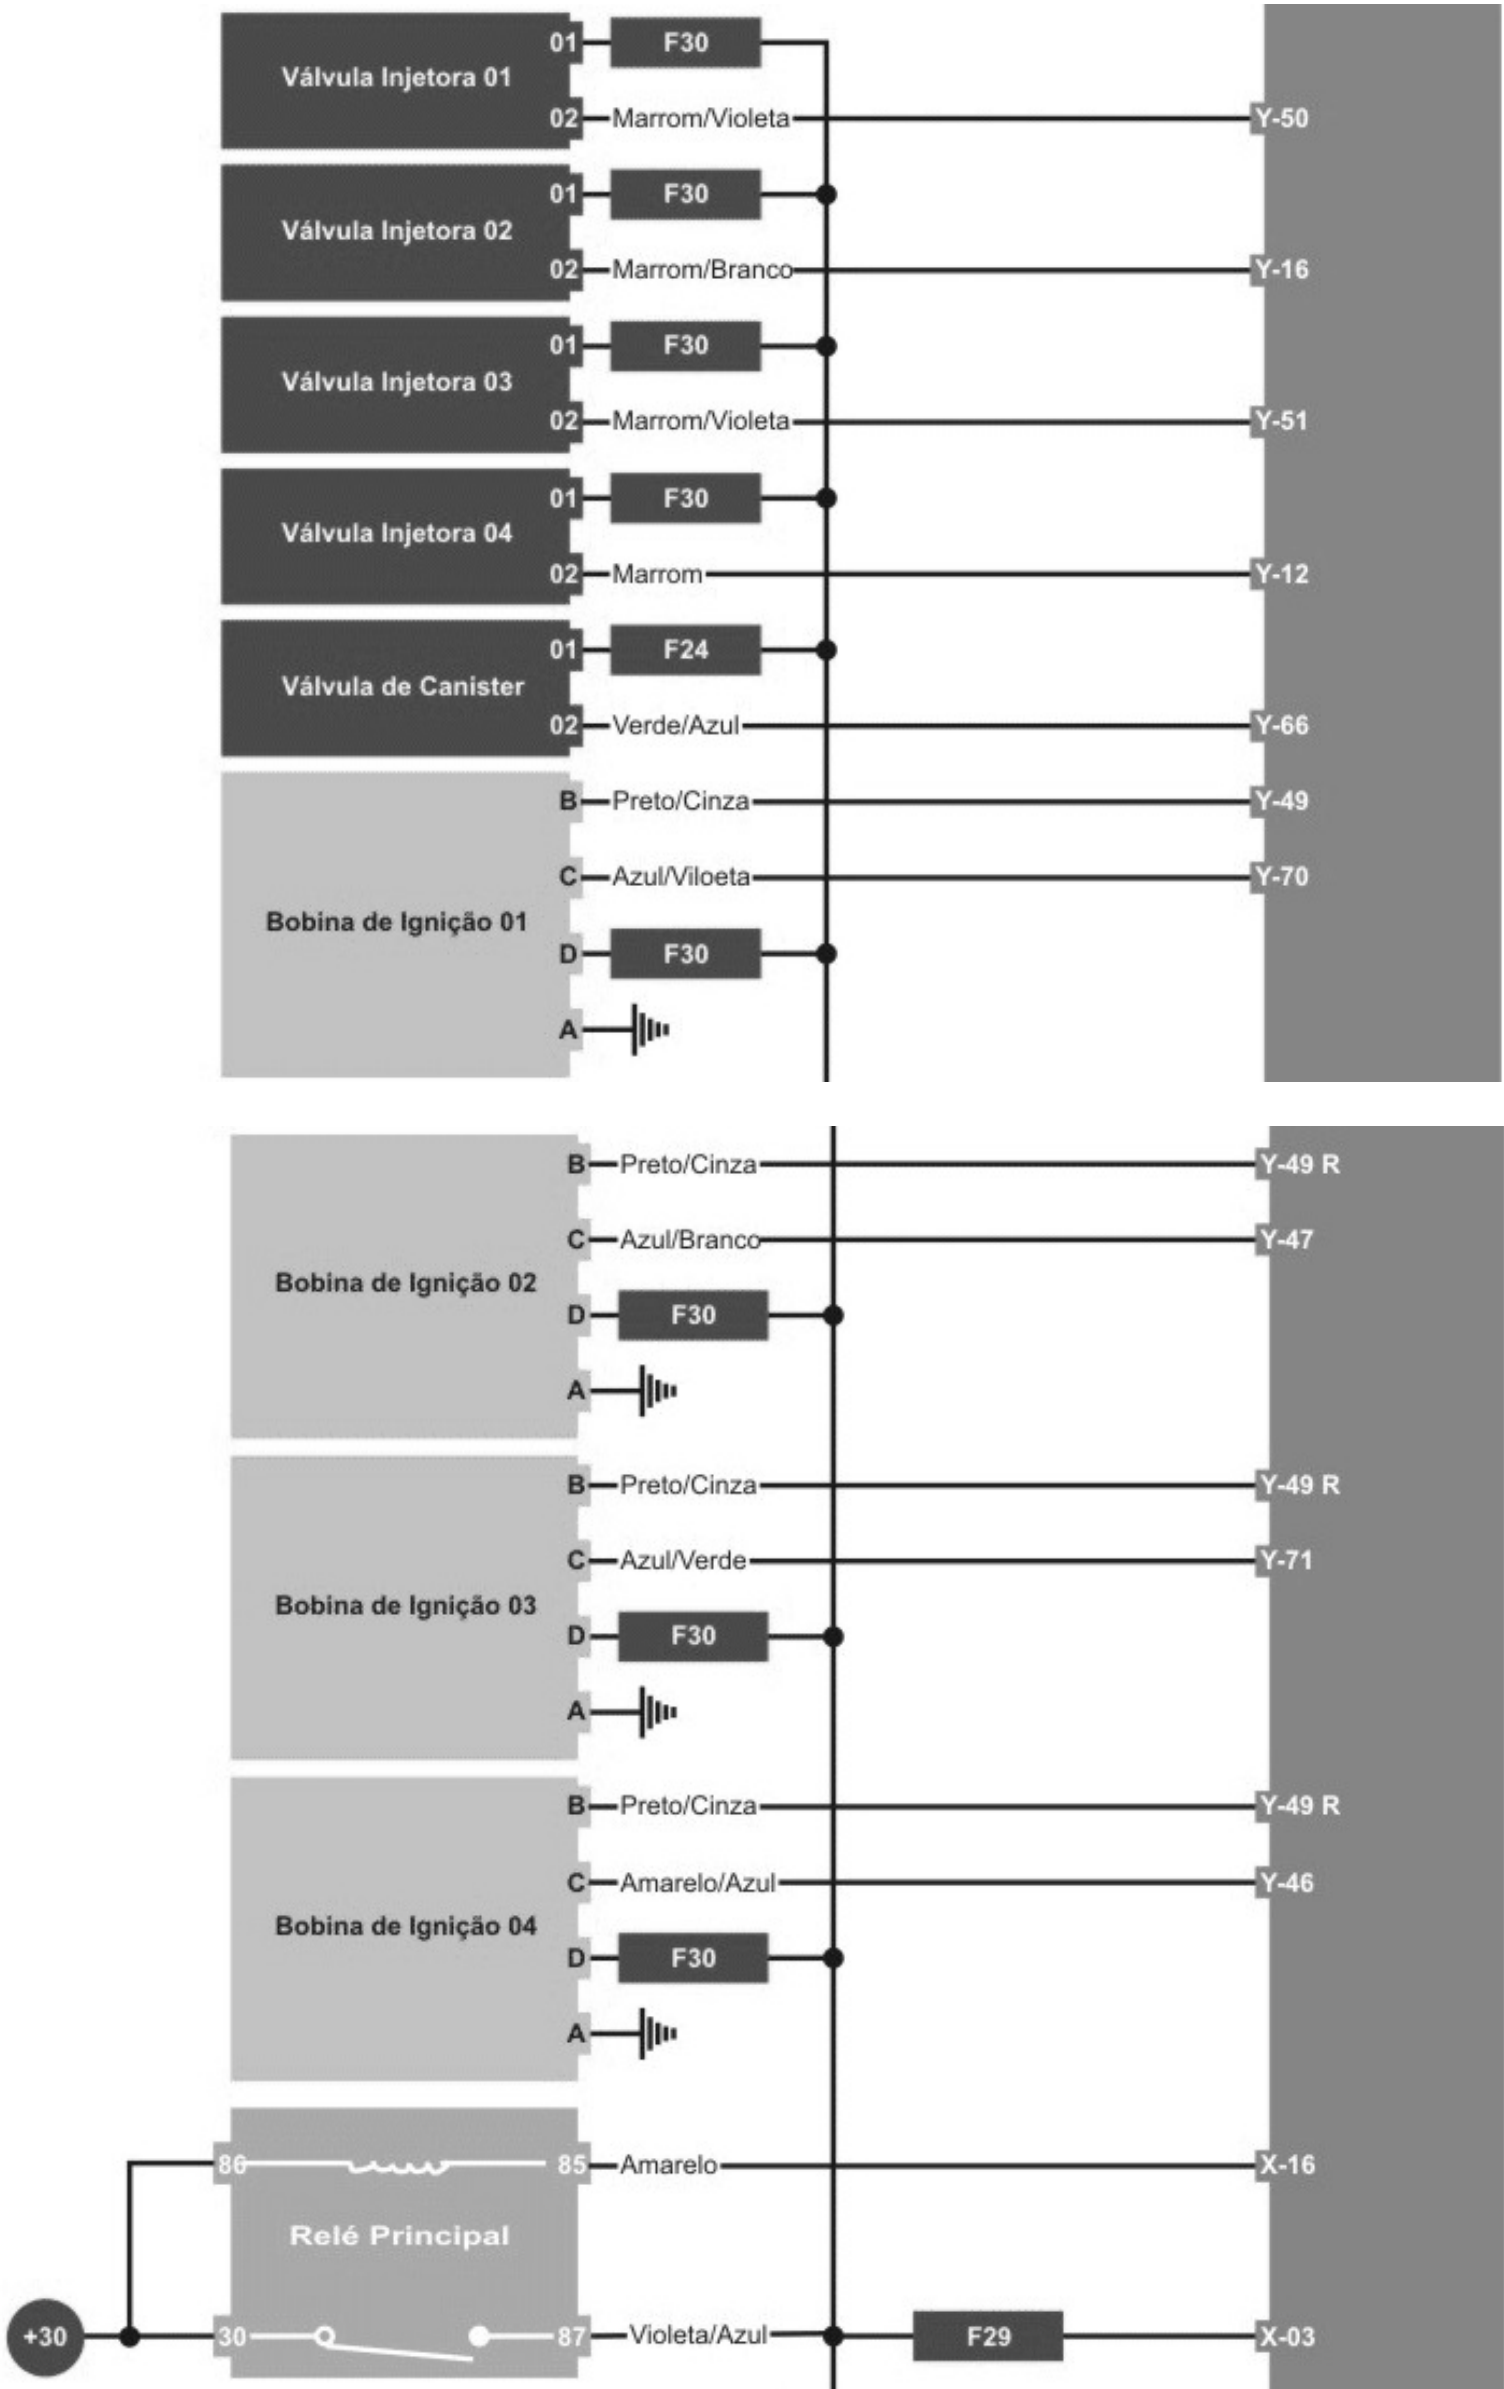 01 F30
Válvula Injetora 01
02 Marrom/Violeta Y-50
01 F30
Válvula Injetora 02
02 Marrom/Branco Y-16
01 F30
Válvula Injetora 03
02 Marrom/Violeta Y-51
01 F30
Válvula Injetora 04
02 Marrom Y-12
01 F24
Válvula de Canister
02 Verde/Azul Y-66
B Preto/Cinza Y-49
C Azul/Viloeta Y-70
Bobina de Ignição 01
D F30
A
B Preto/Cinza Y-49 R
C Azul/Branco Y-47
Bobina de Ignição 02
D F30
A
B Preto/Cinza Y-49 R
C Azul/Verde Y-71
Bobina de Ignição 03
D F30
A
B Preto/Cinza Y-49 R
C Amarelo/Azul Y-46
Bobina de Ignição 04
D F30
A
86 85 Amarelo X-16
Relé Principal
+30 30 87 Violeta/Azul F29 X-03